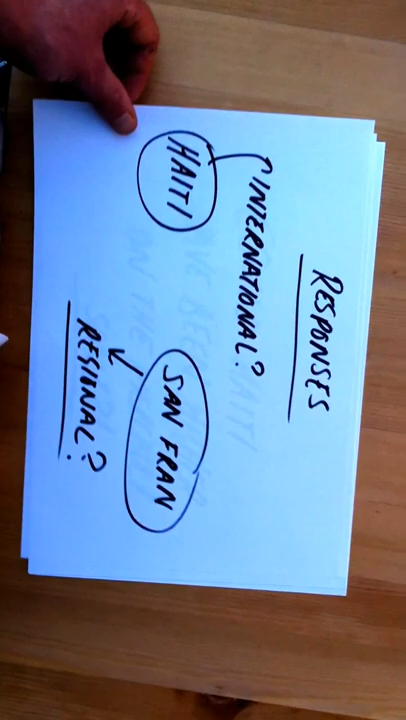 RESPONSES
INTERNATIONAL?
HAITI
SAN FRAN
REGIONAL?